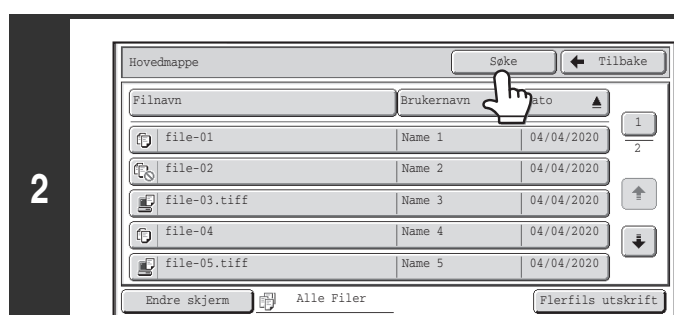 2
Hovedmappe Søke Tilbake
Filnavn Brukernavn ato
file-01 Name 1 04/04/2020
file-02 Name 2 04/04/2020
file-03.tiff Name 3 04/04/2020
file-04 Name 4 04/04/2020
file-05.tiff Name 5 04/04/2020
1
2
Endre skjerm Alle Filer Flerfils utskrift